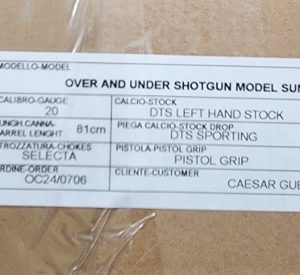 MODELLO-MODEL
OVER AND UNDER SHOTGUN MODEL
CALIBRO-GAUGE
20
CALCIO-STOCK
DTS LEFT HAND STOCK
CANNA-
LENGHT 81cm
PIEGA CALCIO-STOCK DROP
DTS SPORTING
STROZZATURA-CHOKES
SELECTA
PISTOLA-PISTOL GRIP
PISTOL GRIP
ORDINE-ORDER
OC24/0706
CLIENTE-CUSTOMER
CAESAR